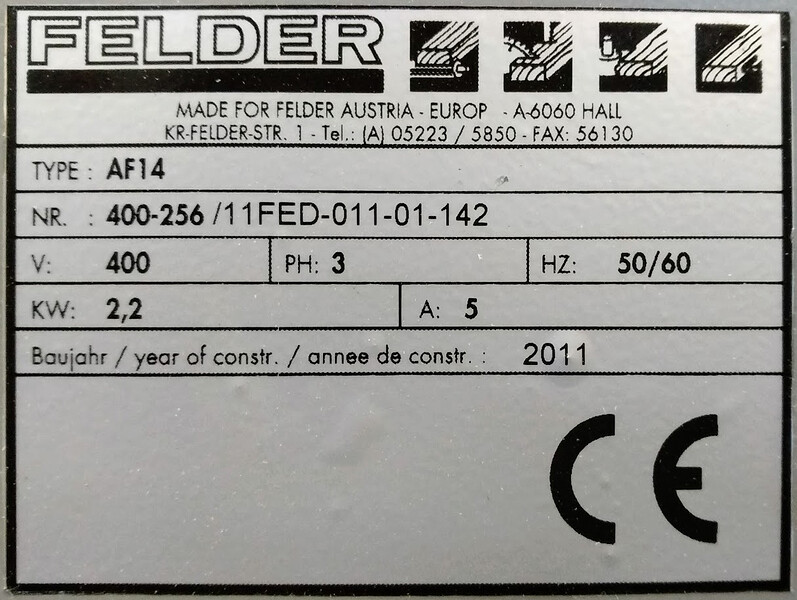 FELDER
MADE FOR FELDER AUSTRIA - EUROP - A-6060 HALL
KR-FELDER-STR. 1 - Tel.: (A) 05223 / 5850 - FAX: 56130
TYPE : AF14
NR. : 400-256 /11FED-011-01-142
V: 400 PH: 3 HZ: 50/60
KW: 2,2 A: 5
Baujahr / year of constr. / annee de constr. : 2011
CE